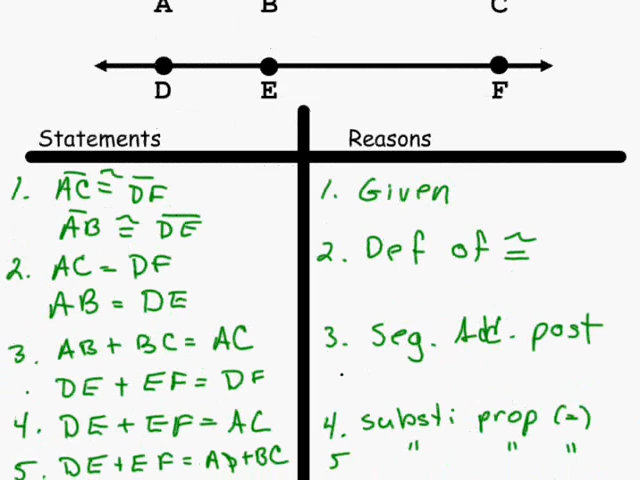 A B C
D E F
Statements Reasons
1. AC ≅ DF 1. Given
AB ≅ DE
2. AC = DF 2. Def of ≅
AB = DE
3. AB + BC = AC 3. Seg. Add. post
. DE + EF = DF .
4. DE + EF = AC 4. substi prop (=)
5. DE + EF = AB + BC 5 " " "